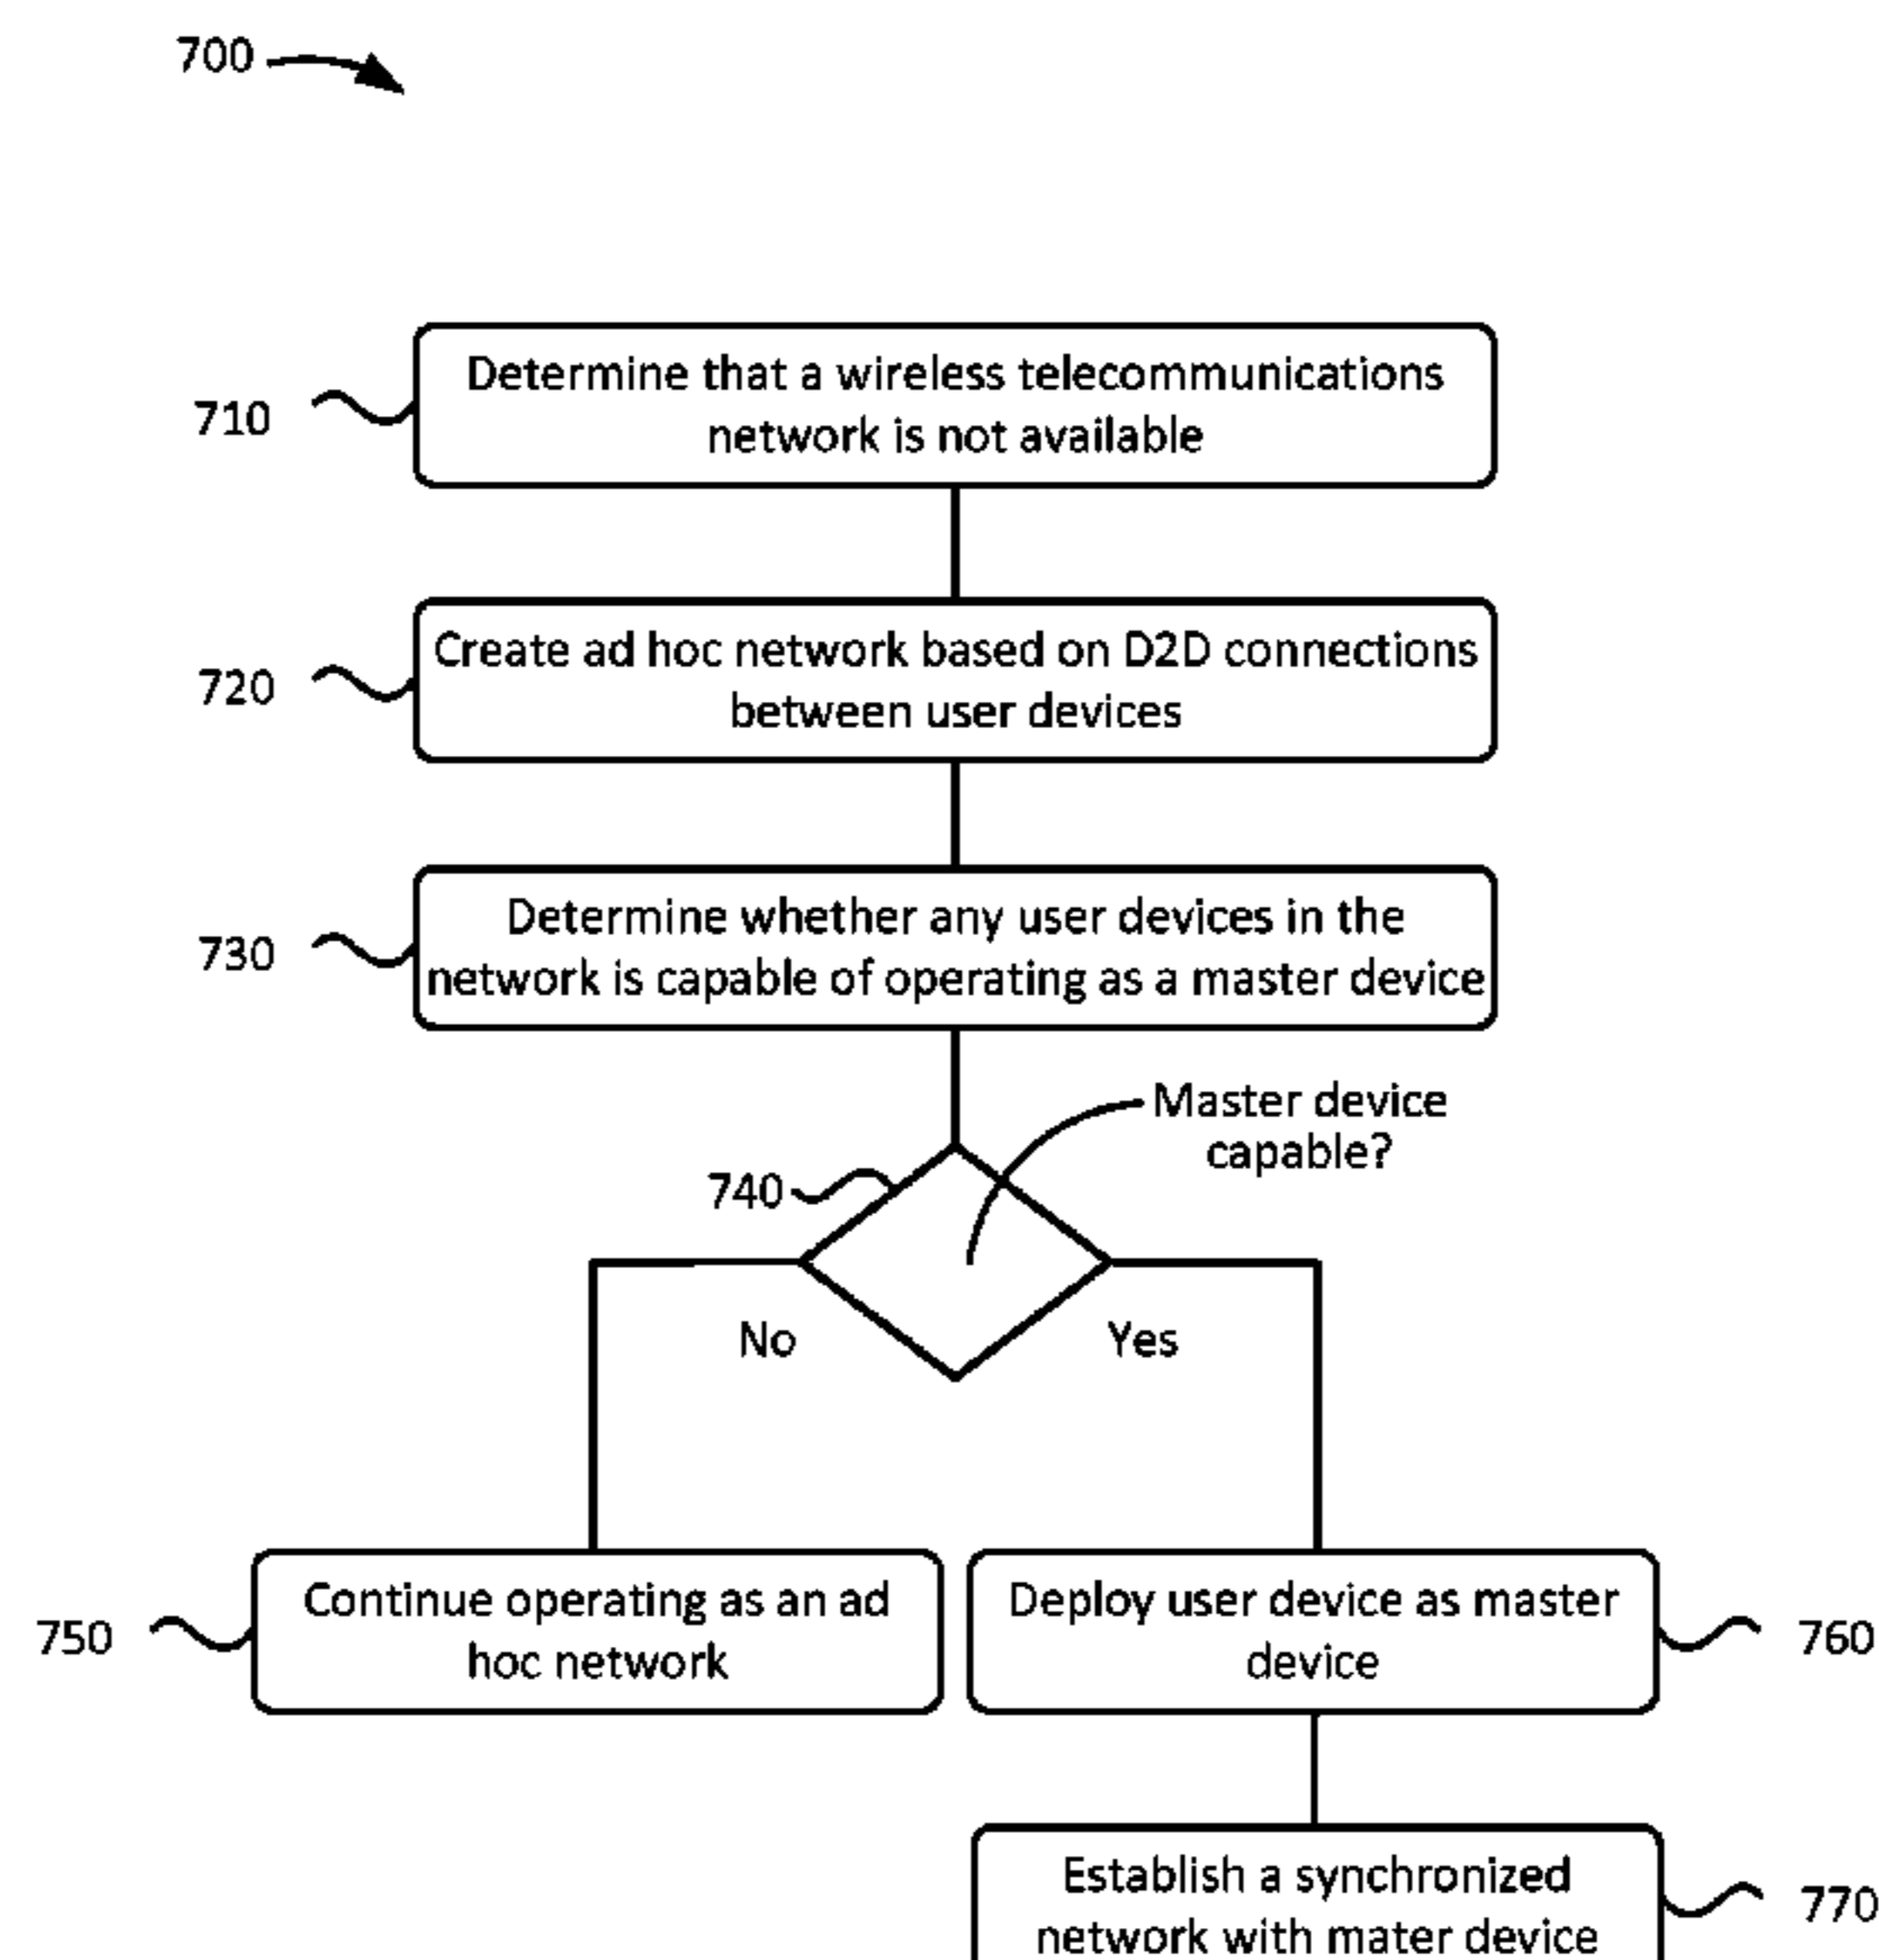 700
Determine that a wireless telecommunications
network is not available
710
Create ad hoc network based on D2D connections
between user devices
720
Determine whether any user devices in the
network is capable of operating as a master device
730
Master device
capable?
740
No
Yes
Continue operating as an ad
hoc network
750
Deploy user device as master
device
760
Establish a synchronized
network with mater device
770